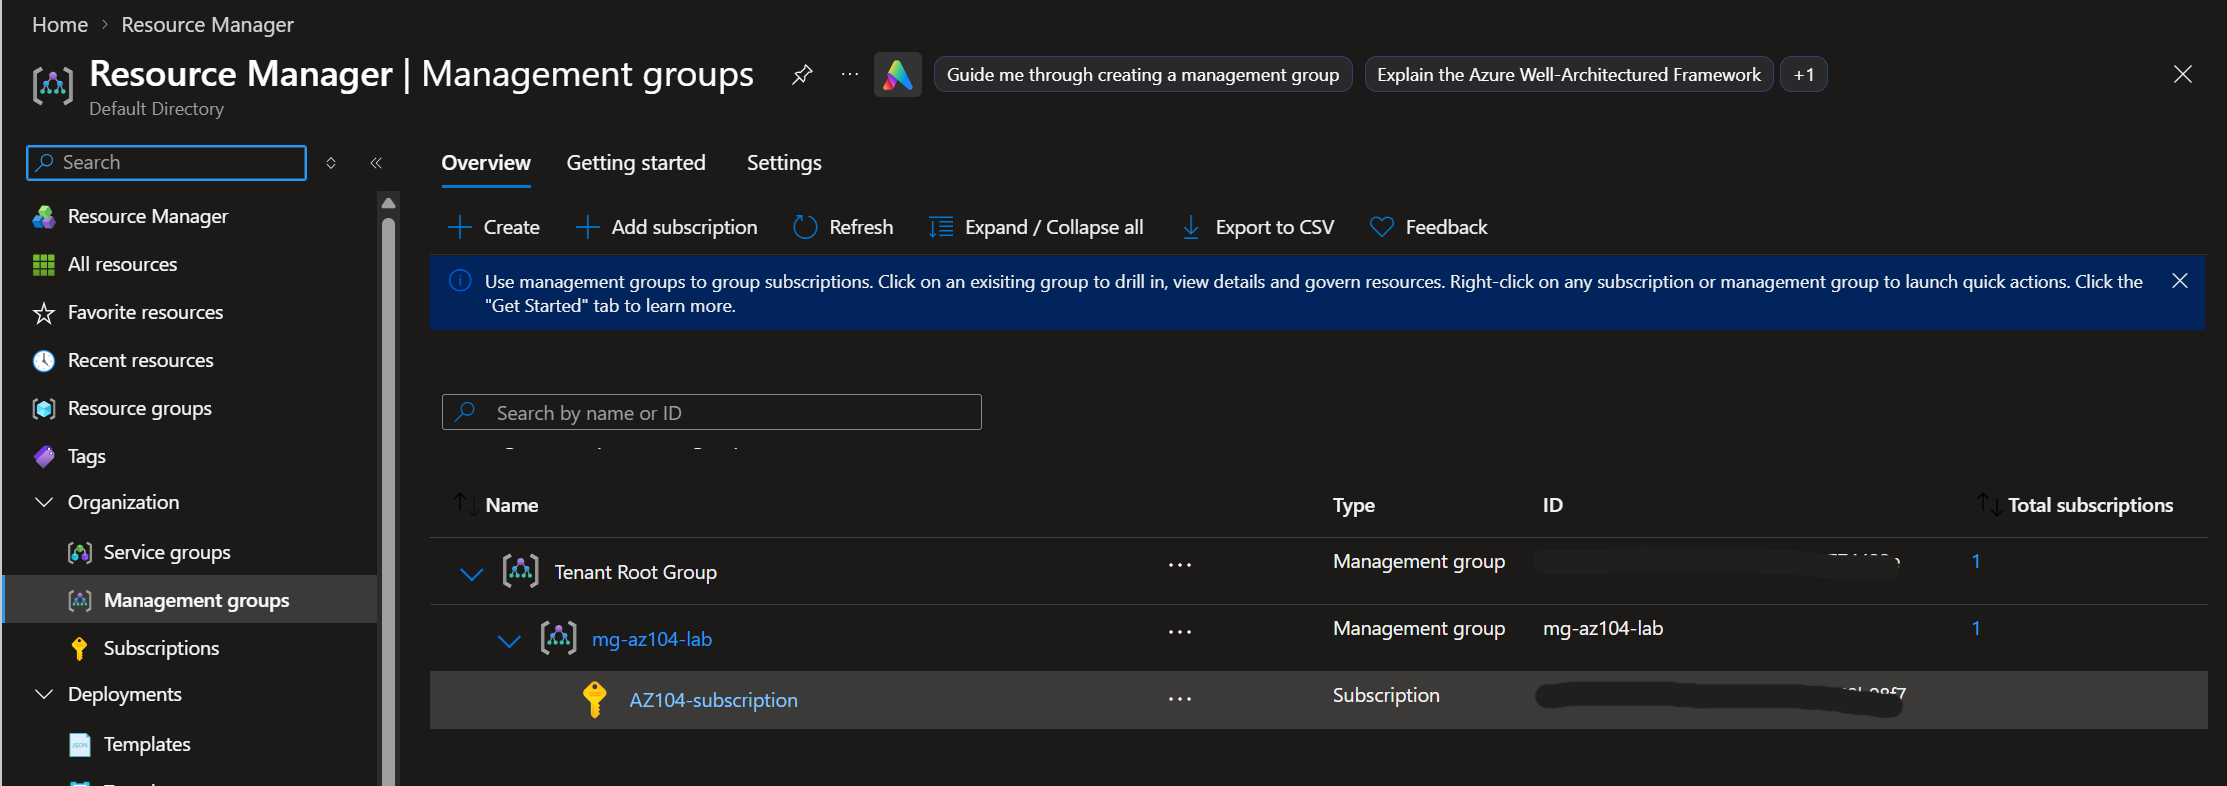 Home > Resource Manager
Resource Manager | Management groups
Default Directory
Guide me through creating a management group
Explain the Azure Well-Architected Framework
+1
Search
Resource Manager
All resources
Favorite resources
Recent resources
Resource groups
Tags
Organization
Service groups
Management groups
Subscriptions
Deployments
Templates
Overview Getting started Settings
Create Add subscription Refresh Expand / Collapse all Export to CSV Feedback
Use management groups to group subscriptions. Click on an exisiting group to drill in, view details and govern resources. Right-click on any subscription or management group to launch quick actions. Click the
"Get Started" tab to learn more.
Search by name or ID
Name Type ID Total subscriptions
Tenant Root Group ... Management group 1
mg-az104-lab ... Management group mg-az104-lab 1
AZ104-subscription ... Subscription